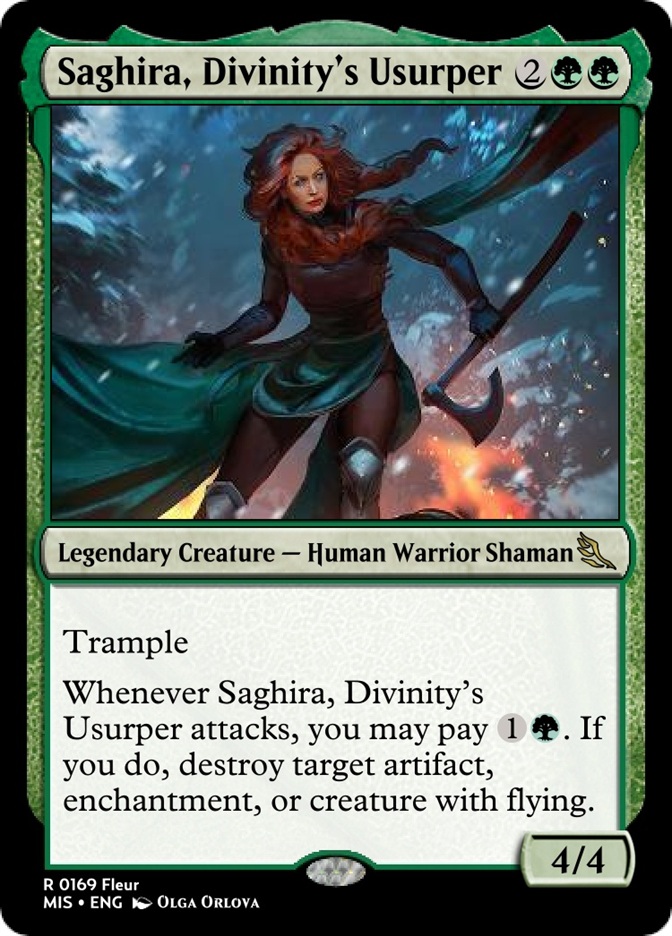 Saghira, Divinity's Usurper 2
Legendary Creature — Human Warrior Shaman
Trample
Whenever Saghira, Divinity's
Usurper attacks, you may pay 1 . If
you do, destroy target artifact,
enchantment, or creature with flying.
4/4
R 0169 Fleur
MIS • ENG Olga Orlova